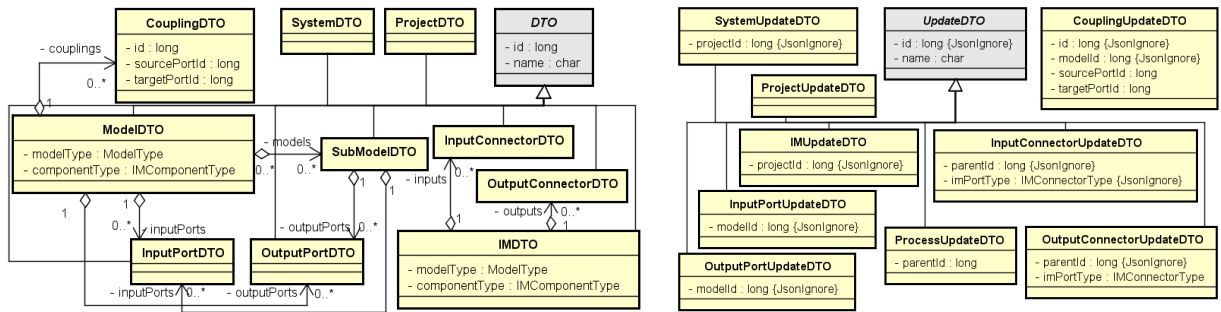 CouplingDTO
- id : long
- sourcePortId : long
- targetPortId : long
SystemDTO
ProjectDTO
DTO
- id : long
- name : char
- couplings
0..*
1
ModelDTO
- modelType : ModelType
- componentType : IMComponentType
- models
0..*
0..*
SubModelDTO
InputConnectorDTO
0..*
- inputs
OutputConnectorDTO
- outputs
0..*
1
1
1
1
1
1
0..*
- inputPorts
- outputPorts
0..*
InputPortDTO
OutputPortDTO
- inputPorts
0..*
- outputPorts
0..*
IMDTO
- modelType : ModelType
- componentType : IMComponentType
SystemUpdateDTO
- projectId : long {JsonIgnore}
UpdateDTO
- id : long {JsonIgnore}
- name : char
CouplingUpdateDTO
- id : long {JsonIgnore}
- modelId : long {JsonIgnore}
- sourcePortId : long
- targetPortId : long
ProjectUpdateDTO
IMUpdateDTO
- projectId : long {JsonIgnore}
InputConnectorUpdateDTO
- parentId : long {JsonIgnore}
- imPortType : IMConnectorType {JsonIgnore}
InputPortUpdateDTO
- modelId : long {JsonIgnore}
ProcessUpdateDTO
- parentId : long
OutputConnectorUpdateDTO
- parentId : long {JsonIgnore}
- imPortType : IMConnectorType
OutputPortUpdateDTO
- modelId : long {JsonIgnore}